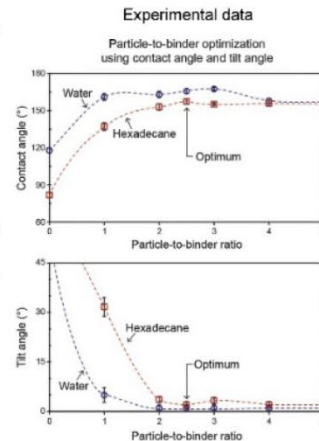 Experimental data
Particle-to-binder optimization
using contact angle and tilt angle
180
150
120
90
60
Contact angle (°)
Water
Hexadecane
Optimum
0 1 2 3 4
Particle-to-binder ratio
45
30
15
0
Tilt angle (°)
Hexadecane
Water
Optimum
0 1 2 3 4
Particle-to-binder ratio